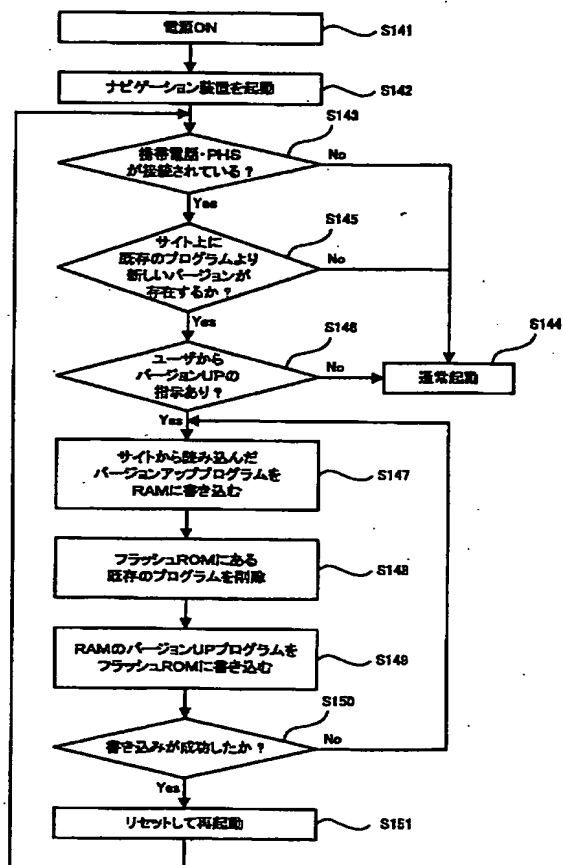 電源ON
S141
ナビゲーション装置を起動
S142
S143
携帯電話・PHS
が接続されている？
No
Yes
S145
サイト上に
既存のプログラムより
新しいバージョンが
存在するか？
No
Yes
S146
S144
ユーザから
バージョンUPの
指示あり？
No
通常起動
Yes
サイトから読み込んだ
バージョンアッププログラムを
RAMに書き込む
S147
フラッシュROMにある
既存のプログラムを削除
S148
RAMのバージョンUPプログラムを
フラッシュROMに書き込む
S149
S150
書き込みが成功したか？
No
Yes
リセットして再起動
S151